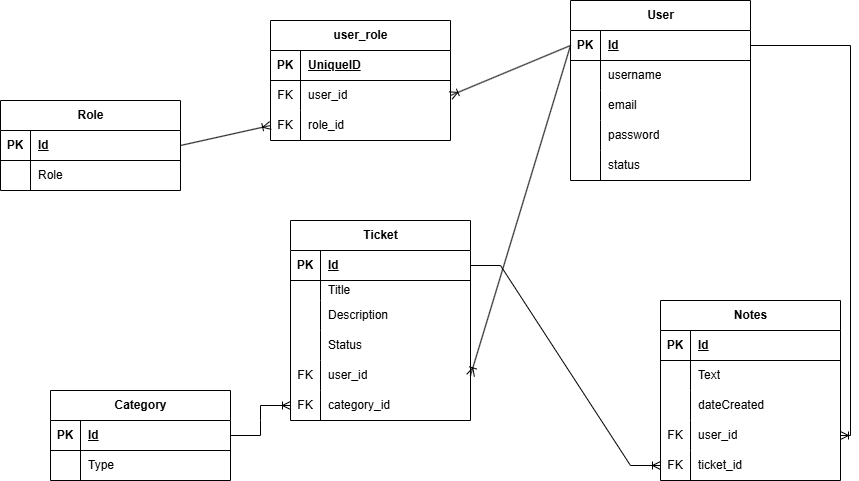 User
PK Id
username
email
password
status
user_role
PK UniqueID
FK user_id
FK role_id
Role
PK Id
Role
Ticket
PK Id
Title
Description
Status
FK user_id
FK category_id
Notes
PK Id
Text
dateCreated
FK user_id
FK ticket_id
Category
PK Id
Type